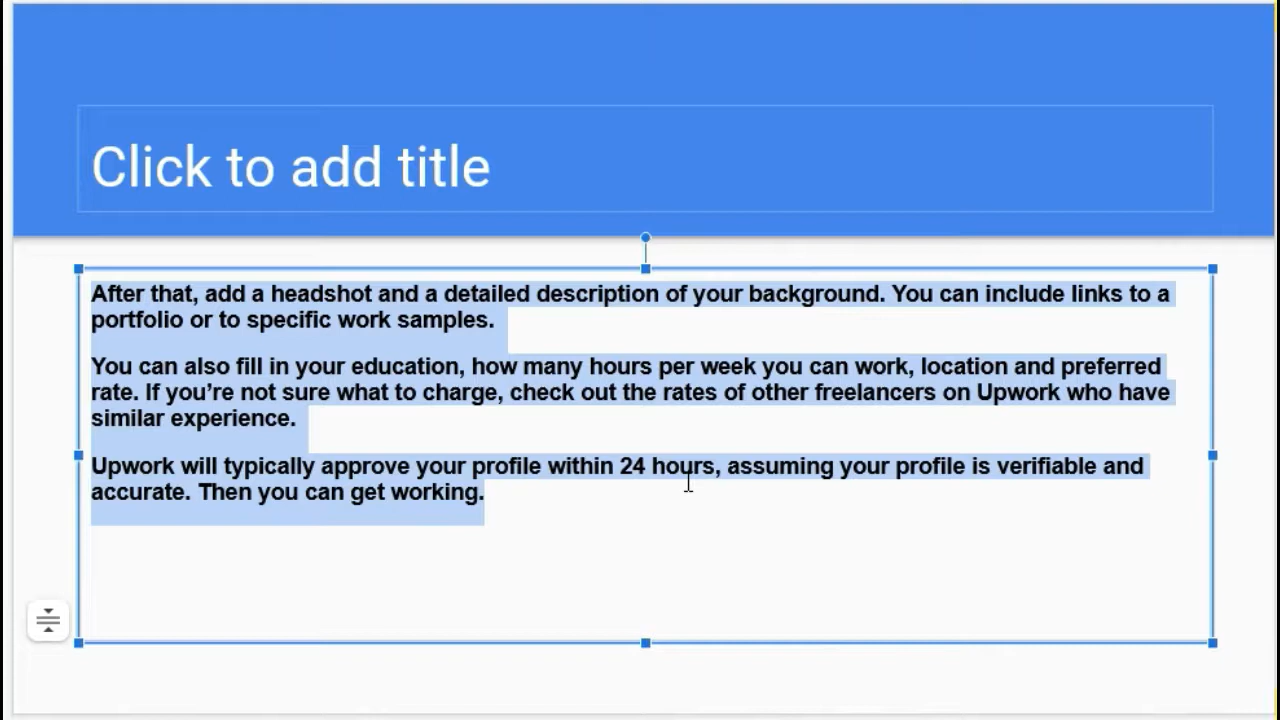 Click to add title
After that, add a headshot and a detailed description of your background. You can include links to a
portfolio or to specific work samples.
You can also fill in your education, how many hours per week you can work, location and preferred
rate. If you’re not sure what to charge, check out the rates of other freelancers on Upwork who have
similar experience.
Upwork will typically approve your profile within 24 hours, assuming your profile is verifiable and
accurate. Then you can get working.